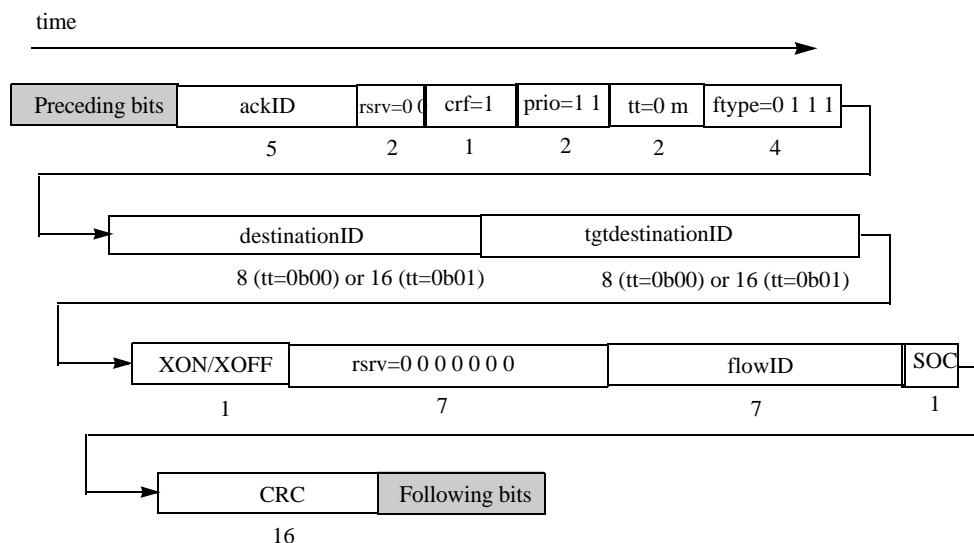 time
Preceding bits ackID rsrv=0 0 crf=1 prio=1 1 tt=0 m ftype=0 1 1 1
5 2 1 2 2 4
destinationID tgtdestinationID
8 (tt=0b00) or 16 (tt=0b01) 8 (tt=0b00) or 16 (tt=0b01)
XON/XOFF rsrv=0 0 0 0 0 0 0 flowID SOC
1 7 7 1
CRC Following bits
16